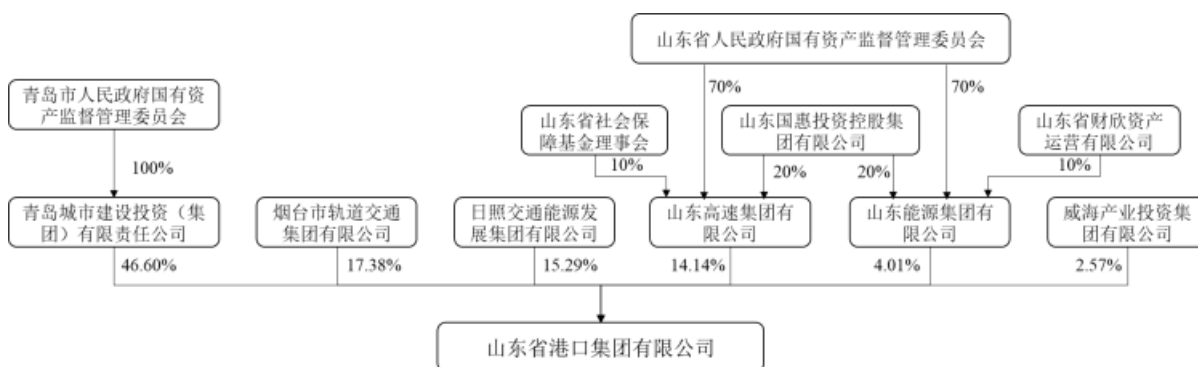 山东省人民政府国有资产监督管理委员会
青岛市人民政府国有资
产监督管理委员会
70%
70%
山东省社会保
障基金理事会
山东国惠投资控股集
团有限公司
山东省财欣资产
运营有限公司
100%
10%
20%
20%
10%
青岛城市建设投资（集
团）有限责任公司
烟台市轨道交通
集团有限公司
日照交通能源发
展集团有限公司
山东高速集团有
限公司
山东能源集团有
限公司
威海产业投资集
团有限公司
46.60%
17.38%
15.29%
14.14%
4.01%
2.57%
山东省港口集团有限公司